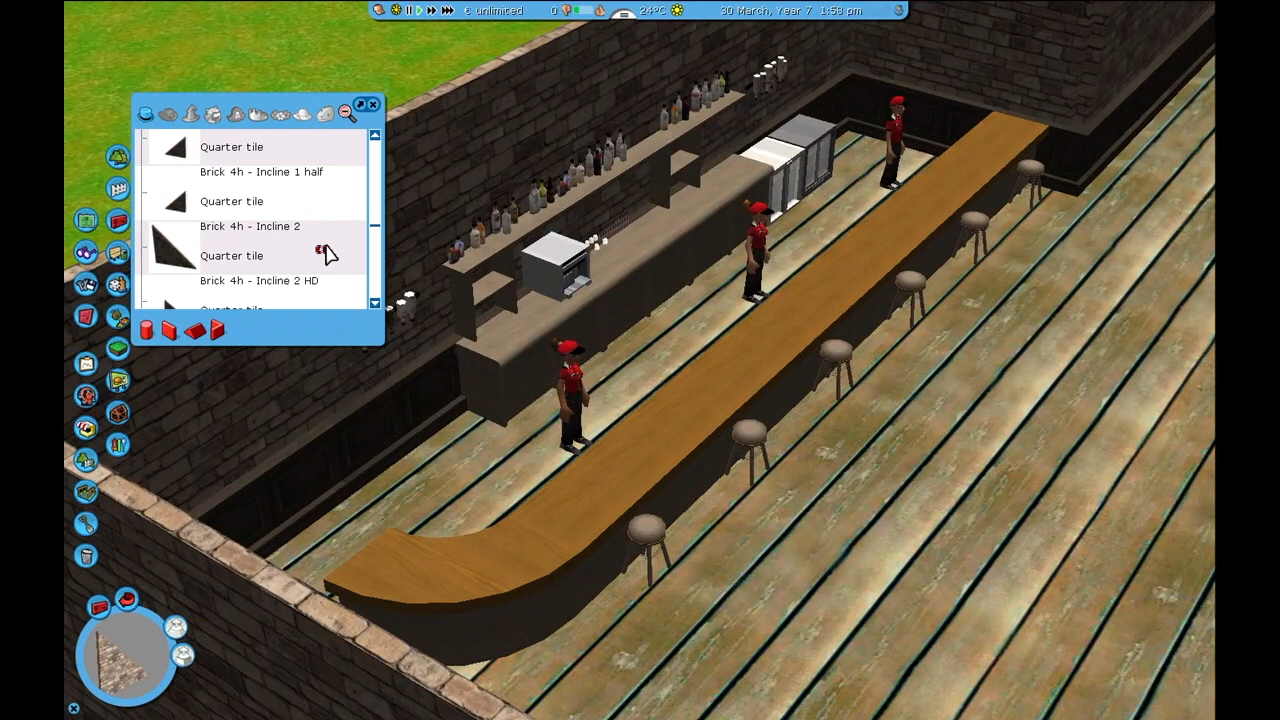 € unlimited 0 24°C 30 March, Year 7 1:58 pm
Quarter tile
Brick 4h - Incline 1 half
Quarter tile
Brick 4h - Incline 2
Quarter tile
Brick 4h - Incline 2 HD